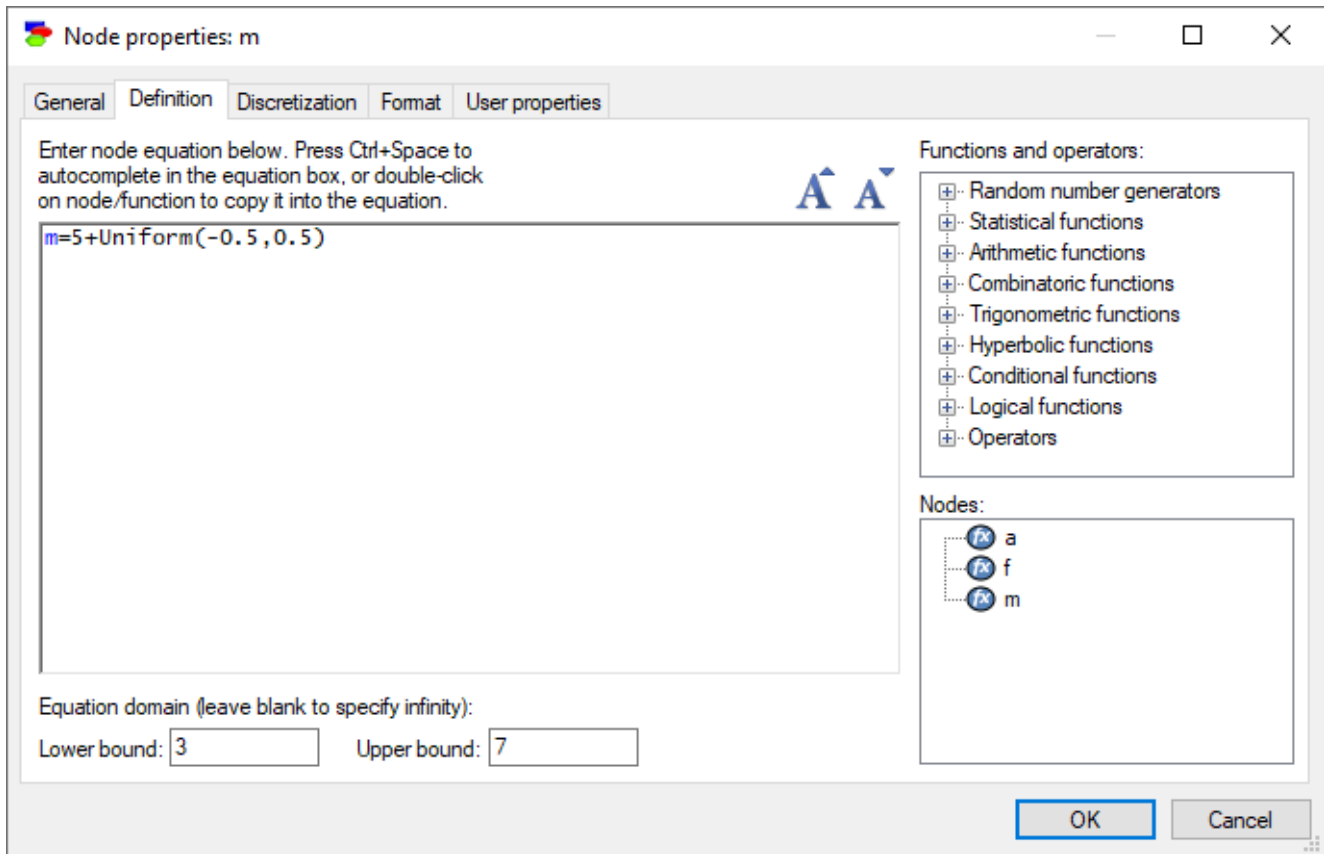 Node properties: m
General Definition Discretization Format User properties
Enter node equation below. Press Ctrl+Space to
autocomplete in the equation box, or double-click
on node/function to copy it into the equation.
A A
m=5+Uniform(-0.5,0.5)
Functions and operators:
Random number generators
Statistical functions
Arithmetic functions
Combinatoric functions
Trigonometric functions
Hyperbolic functions
Conditional functions
Logical functions
Operators
Nodes:
fx a
fx f
fx m
Equation domain (leave blank to specify infinity):
Lower bound: 3 Upper bound: 7
OK Cancel